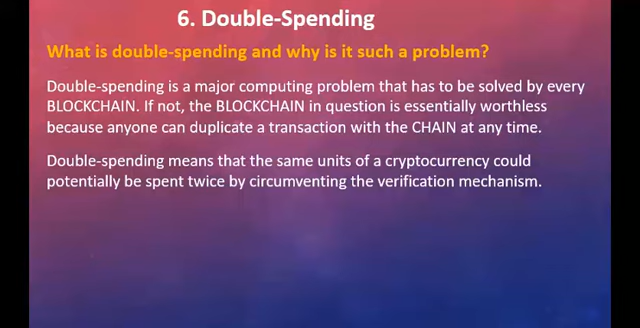 6. Double-Spending
What is double-spending and why is it such a problem?
Double-spending is a major computing problem that has to be solved by every
BLOCKCHAIN. If not, the BLOCKCHAIN in question is essentially worthless
because anyone can duplicate a transaction with the CHAIN at any time.
Double-spending means that the same units of a cryptocurrency could
potentially be spent twice by circumventing the verification mechanism.